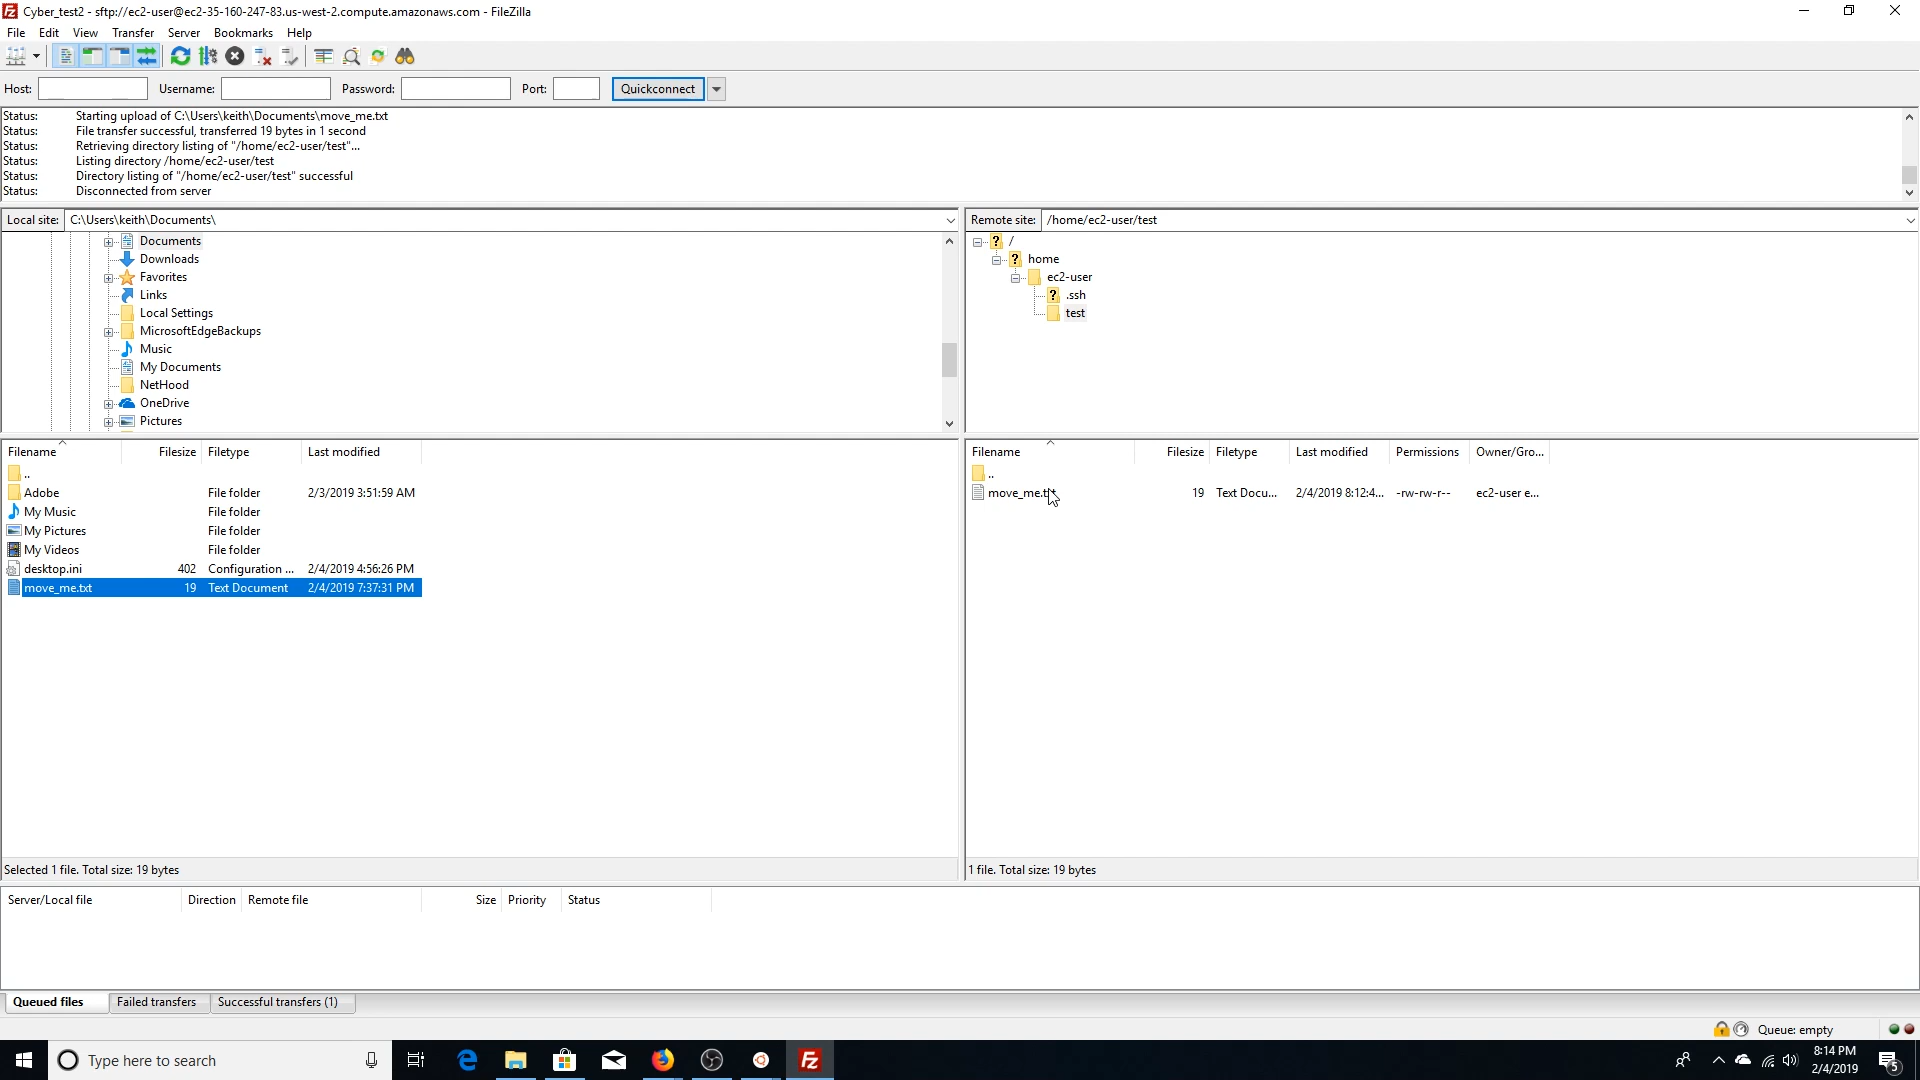 Cyber_test2 - sftp://ec2-user@ec2-35-160-247-83.us-west-2.compute.amazonaws.com - FileZilla
File Edit View Transfer Server Bookmarks Help
Host: Username: Password: Port: Quickconnect
Status: Starting upload of C:\Users\keith\Documents\move_me.txt
Status: File transfer successful, transferred 19 bytes in 1 second
Status: Retrieving directory listing of "/home/ec2-user/test"...
Status: Listing directory /home/ec2-user/test
Status: Directory listing of "/home/ec2-user/test" successful
Status: Disconnected from server
Local site: C:\Users\keith\Documents\
Documents
Downloads
Favorites
Links
Local Settings
MicrosoftEdgeBackups
Music
My Documents
NetHood
OneDrive
Pictures
Remote site: /home/ec2-user/test
/
home
ec2-user
.ssh
test
Filename Filesize Filetype Last modified
..
Adobe File folder 2/3/2019 3:51:59 AM
My Music File folder
My Pictures File folder
My Videos File folder
desktop.ini 402 Configuration ... 2/4/2019 4:56:26 PM
move_me.txt 19 Text Document 2/4/2019 7:37:31 PM
Selected 1 file. Total size: 19 bytes
Filename Filesize Filetype Last modified Permissions Owner/Gro...
..
move_me.txt 19 Text Docu... 2/4/2019 8:12:4... -rw-rw-r-- ec2-user e...
1 file. Total size: 19 bytes
Server/Local file Direction Remote file Size Priority Status
Queued files Failed transfers Successful transfers (1)
Queue: empty
Type here to search
8:14 PM
2/4/2019
5